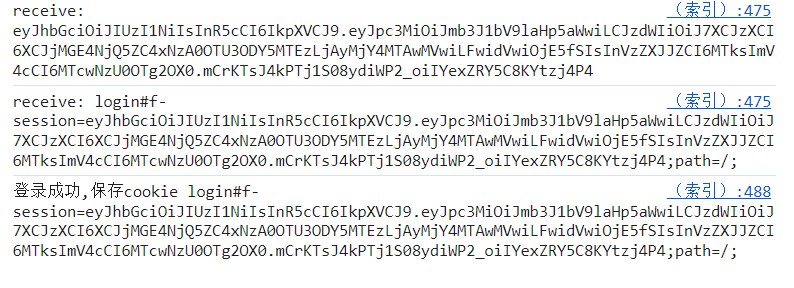 receive:
（索引）:475
eyJhbGciOiJIUzI1NiIsInR5cCI6IkpXVCJ9.eyJpc3MiOiJmb3J1bV9laHp5aWwiLCJzdWIiOiJ7XCJzXCI
6XCJjMGE4NjQ5ZC4xNzA0OTU3ODY5MTEzLjAyMjY4MTAwMVwiLFwidVwiOjE5fSIsInVzZXJJZCI6MTksImV
4cCI6MTcwNzU0OTg2OX0.mCrKTsJ4kPTj1S08ydiWP2_oiIYexZRY5C8KYtzj4P4
receive: login#f-
（索引）:475
session=eyJhbGciOiJIUzI1NiIsInR5cCI6IkpXVCJ9.eyJpc3MiOiJmb3J1bV9laHp5aWwiLCJzdWIiOiJ
7XCJzXCI6XCJjMGE4NjQ5ZC4xNzA0OTU3ODY5MTEzLjAyMjY4MTAwMVwiLFwidVwiOjE5fSIsInVzZXJJZCI
6MTksImV4cCI6MTcwNzU0OTg2OX0.mCrKTsJ4kPTj1S08ydiWP2_oiIYexZRY5C8KYtzj4P4;path=/;
登录成功,保存cookie login#f-
（索引）:488
session=eyJhbGciOiJIUzI1NiIsInR5cCI6IkpXVCJ9.eyJpc3MiOiJmb3J1bV9laHp5aWwiLCJzdWIiOiJ
7XCJzXCI6XCJjMGE4NjQ5ZC4xNzA0OTU3ODY5MTEzLjAyMjY4MTAwMVwiLFwidVwiOjE5fSIsInVzZXJJZCI
6MTksImV4cCI6MTcwNzU0OTg2OX0.mCrKTsJ4kPTj1S08ydiWP2_oiIYexZRY5C8KYtzj4P4;path=/;